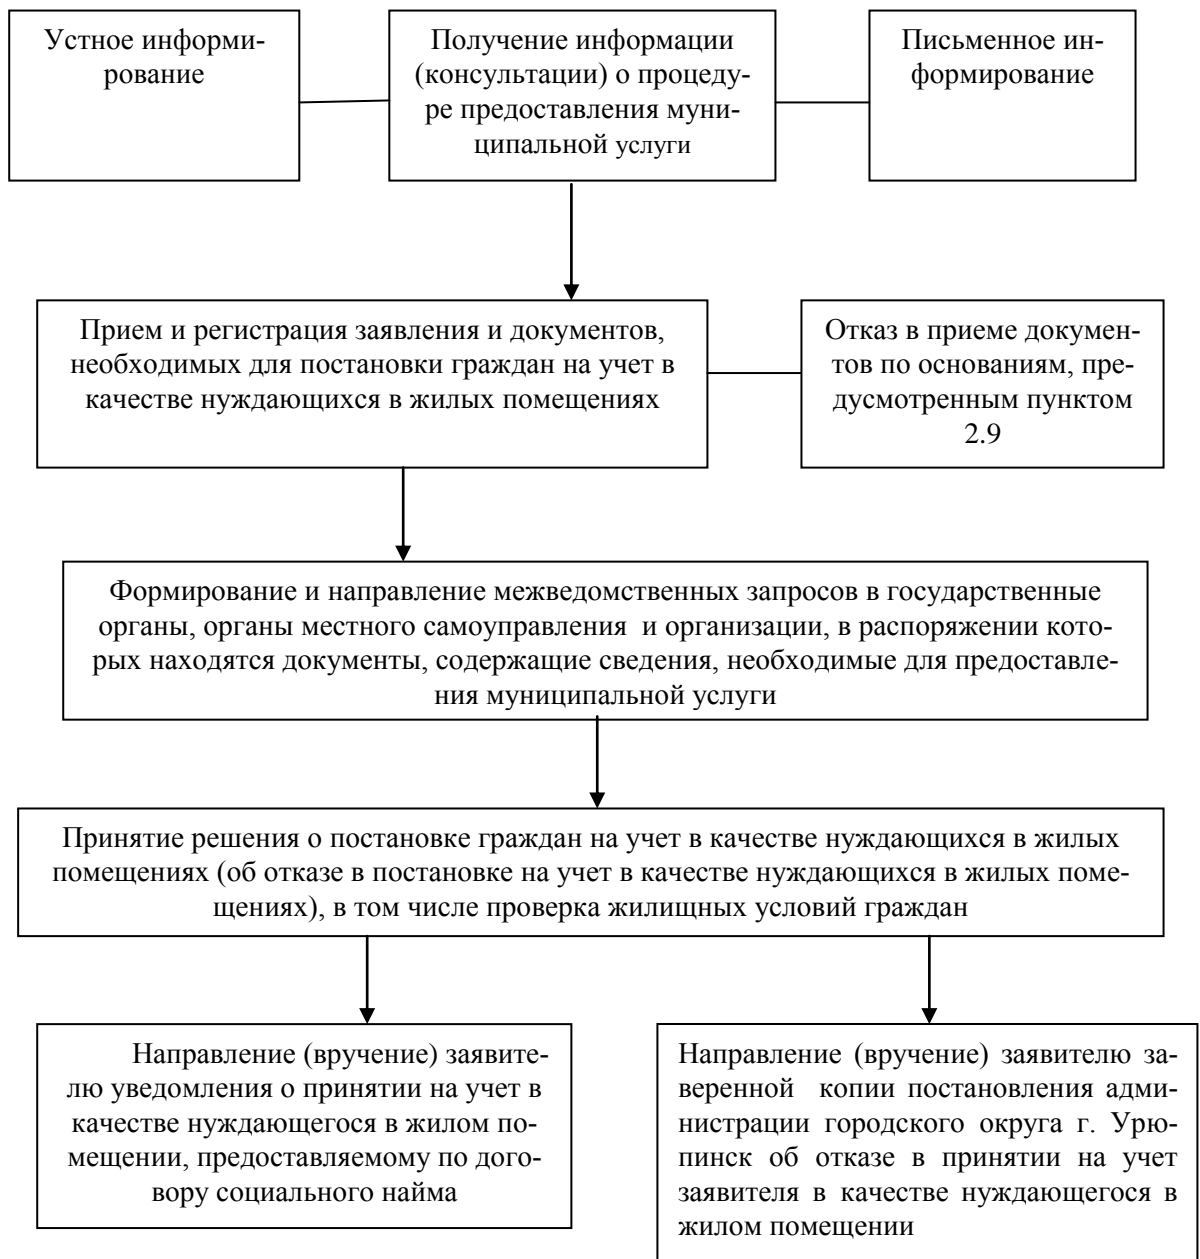 Устное информи-
рование
Получение информации
(консультации) о процеду-
ре предоставления муни-
ципальной услуги
Письменное ин-
формирование
Прием и регистрация заявления и документов,
необходимых для постановки граждан на учет в
качестве нуждающихся в жилых помещениях
Отказ в приеме докумен-
тов по основаниям, пре-
дусмотренным пунктом
2.9
Формирование и направление межведомственных запросов в государственные
органы, органы местного самоуправления  и организации, в распоряжении кото-
рых находятся документы, содержащие сведения, необходимые для предоставле-
ния муниципальной услуги
Принятие решения о постановке граждан на учет в качестве нуждающихся в жилых
помещениях (об отказе в постановке на учет в качестве нуждающихся в жилых поме-
щениях), в том числе проверка жилищных условий граждан
Направление (вручение) заявите-
лю уведомления о принятии на учет в
качестве нуждающегося в жилом по-
мещении, предоставляемому по дого-
вору социального найма
Направление (вручение) заявителю за-
веренной  копии постановления адми-
нистрации городского округа г. Урю-
пинск об отказе в принятии на учет
заявителя в качестве нуждающегося в
жилом помещении